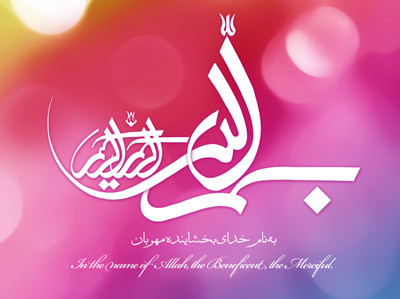 بسم الله الرحمن الرحیم
به نام خدای بخشاینده مهربان
In the name of Allah, the Beneficent, the Merciful.